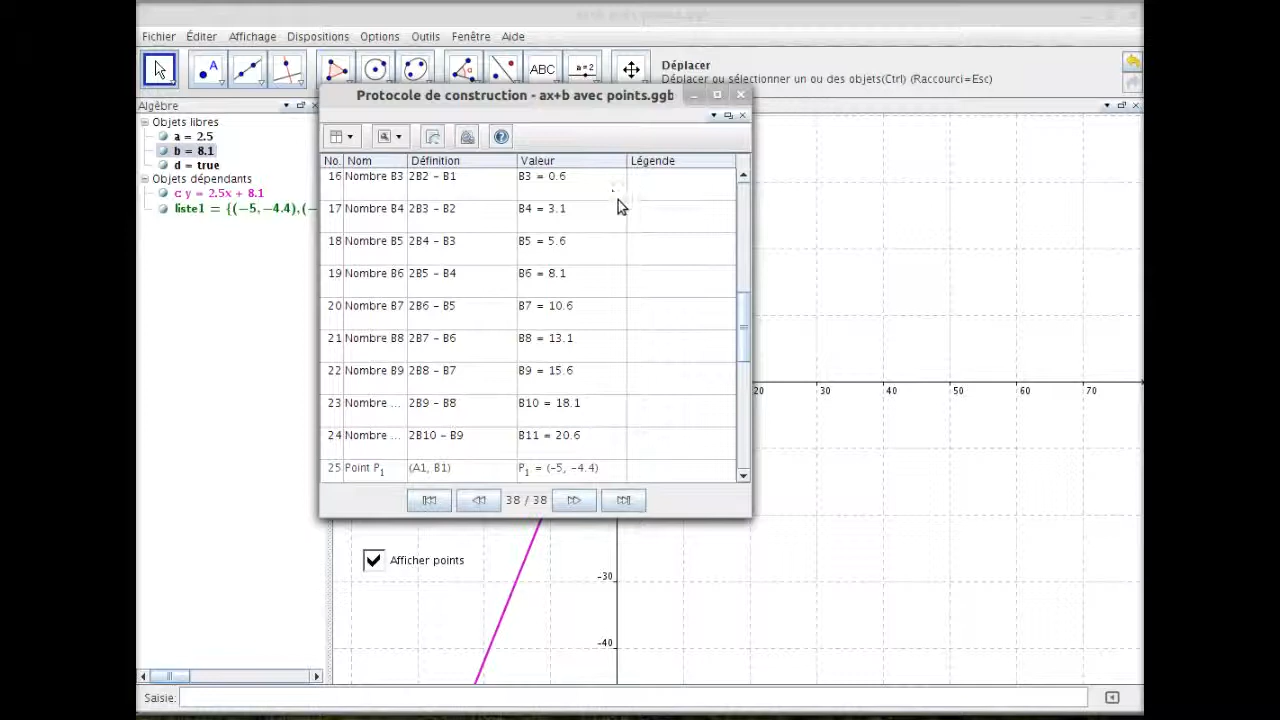 Fichier Éditer Affichage Dispositions Options Outils Fenêtre Aide
ABC a=2
Déplacer
Déplacer ou sélectionner un ou des objets(Ctrl) (Raccourci=Esc)
Algèbre
Objets libres
a = 2.5
b = 8.1
d = true
Objets dépendants
c: y = 2.5x + 8.1
liste1 = {(−5,−4.4),(−
Protocole de construction - ax+b avec points.ggb
No. Nom Définition Valeur Légende
16 Nombre B3 2B2 − B1 B3 = 0.6
17 Nombre B4 2B3 − B2 B4 = 3.1
18 Nombre B5 2B4 − B3 B5 = 5.6
19 Nombre B6 2B5 − B4 B6 = 8.1
20 Nombre B7 2B6 − B5 B7 = 10.6
21 Nombre B8 2B7 − B6 B8 = 13.1
22 Nombre B9 2B8 − B7 B9 = 15.6
23 Nombre ... 2B9 − B8 B10 = 18.1
24 Nombre ... 2B10 − B9 B11 = 20.6
25 Point P1 (A1, B1) P1 = (−5, −4.4)
38 / 38
20 30 40 50 60 70
Afficher points
−30
−40
Saisie: